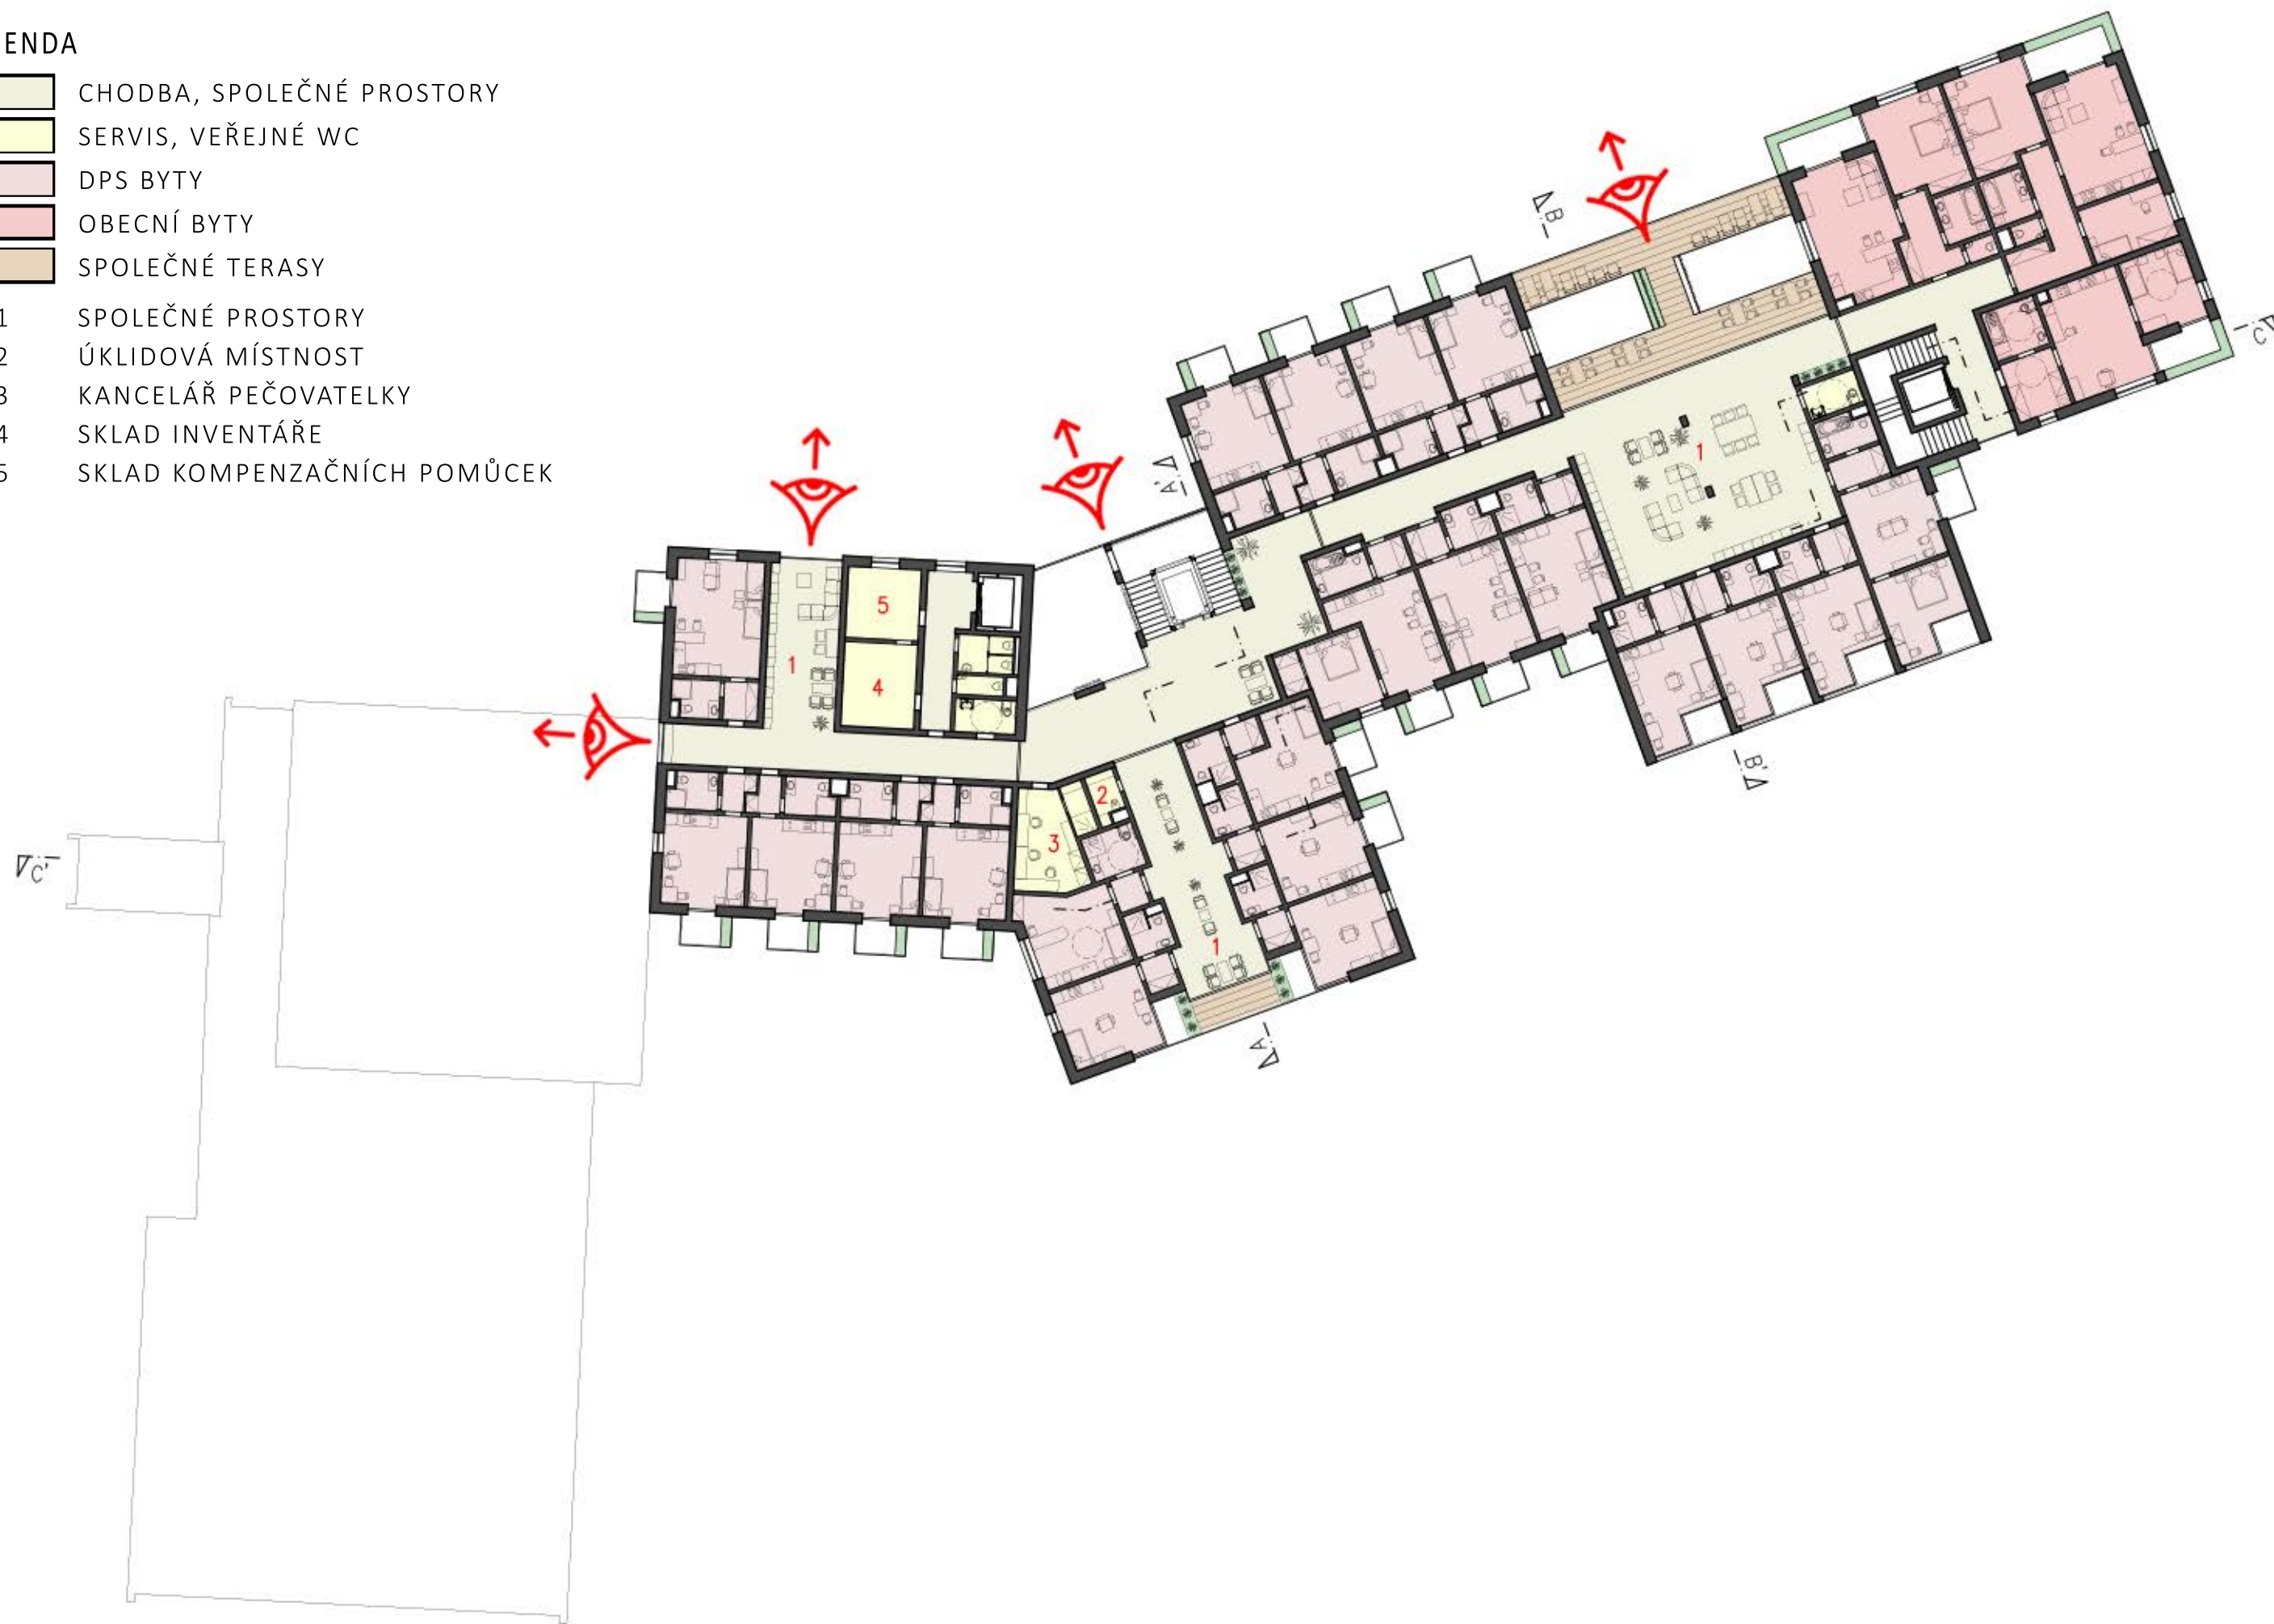 ENDA
CHODBA, SPOLEČNÉ PROSTORY
SERVIS, VEŘEJNÉ WC
DPS BYTY
OBECNÍ BYTY
SPOLEČNÉ TERASY
1 SPOLEČNÉ PROSTORY
2 ÚKLIDOVÁ MÍSTNOST
3 KANCELÁŘ PEČOVATELKY
4 SKLAD INVENTÁŘE
5 SKLAD KOMPENZAČNÍCH POMŮCEK
B
C
A'
1
5
1
4
2
3
B'
C'
1
A